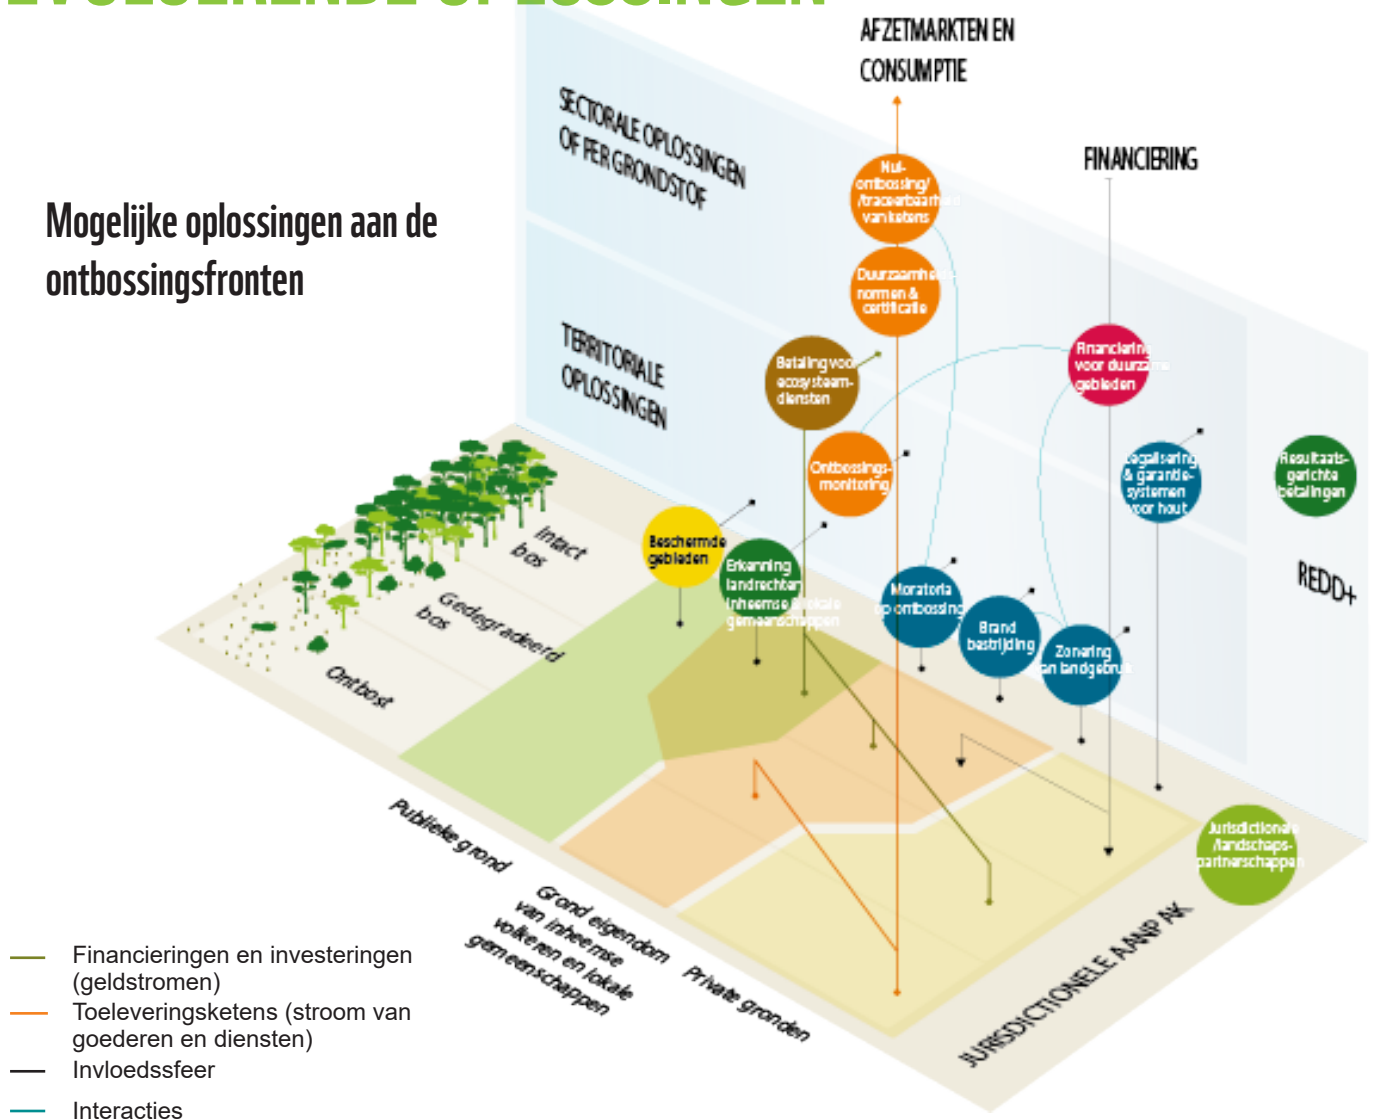 EVOLUERENDE OPLOSSINGEN
Mogelijke oplossingen aan de
ontbossingsfronten
AFZETMARKTEN EN
CONSUMPTIE
FINANCIERING
SECTORALE OPLOSSINGEN
OF PER GRONDSTOF
TERRITORIALE
OPLOSSINGEN
Nul-
ontbossing/
/traceerbaarheid
van ketens
Duurzaamheids-
normen &
certificatie
Betaling voor
ecosysteem-
diensten
Ontbossings-
monitoring
Financiering
voor duurzame
gebieden
Legalisering
& garantie-
systemen
voor hout
Resultaats-
gerichte
betalingen
REDD+
Beschermde
gebieden
Erkenning
landrechten
inheemse & lokale
gemeenschappen
Moratoria
op ontbossing
Brand
bestrijding
Zonering
van landgebruik
Intact
bos
Gedegradeerd
bos
Ontbost
Publieke grond
Grond eigendom
van inheemse
volkeren en lokale
gemeenschappen
Private gronden
Jurisdictionele
/landschaps-
partnerschappen
JURISDICTIONELE AANPAK
Financieringen en investeringen
(geldstromen)
Toeleveringsketens (stroom van
goederen en diensten)
Invloedssfeer
Interacties